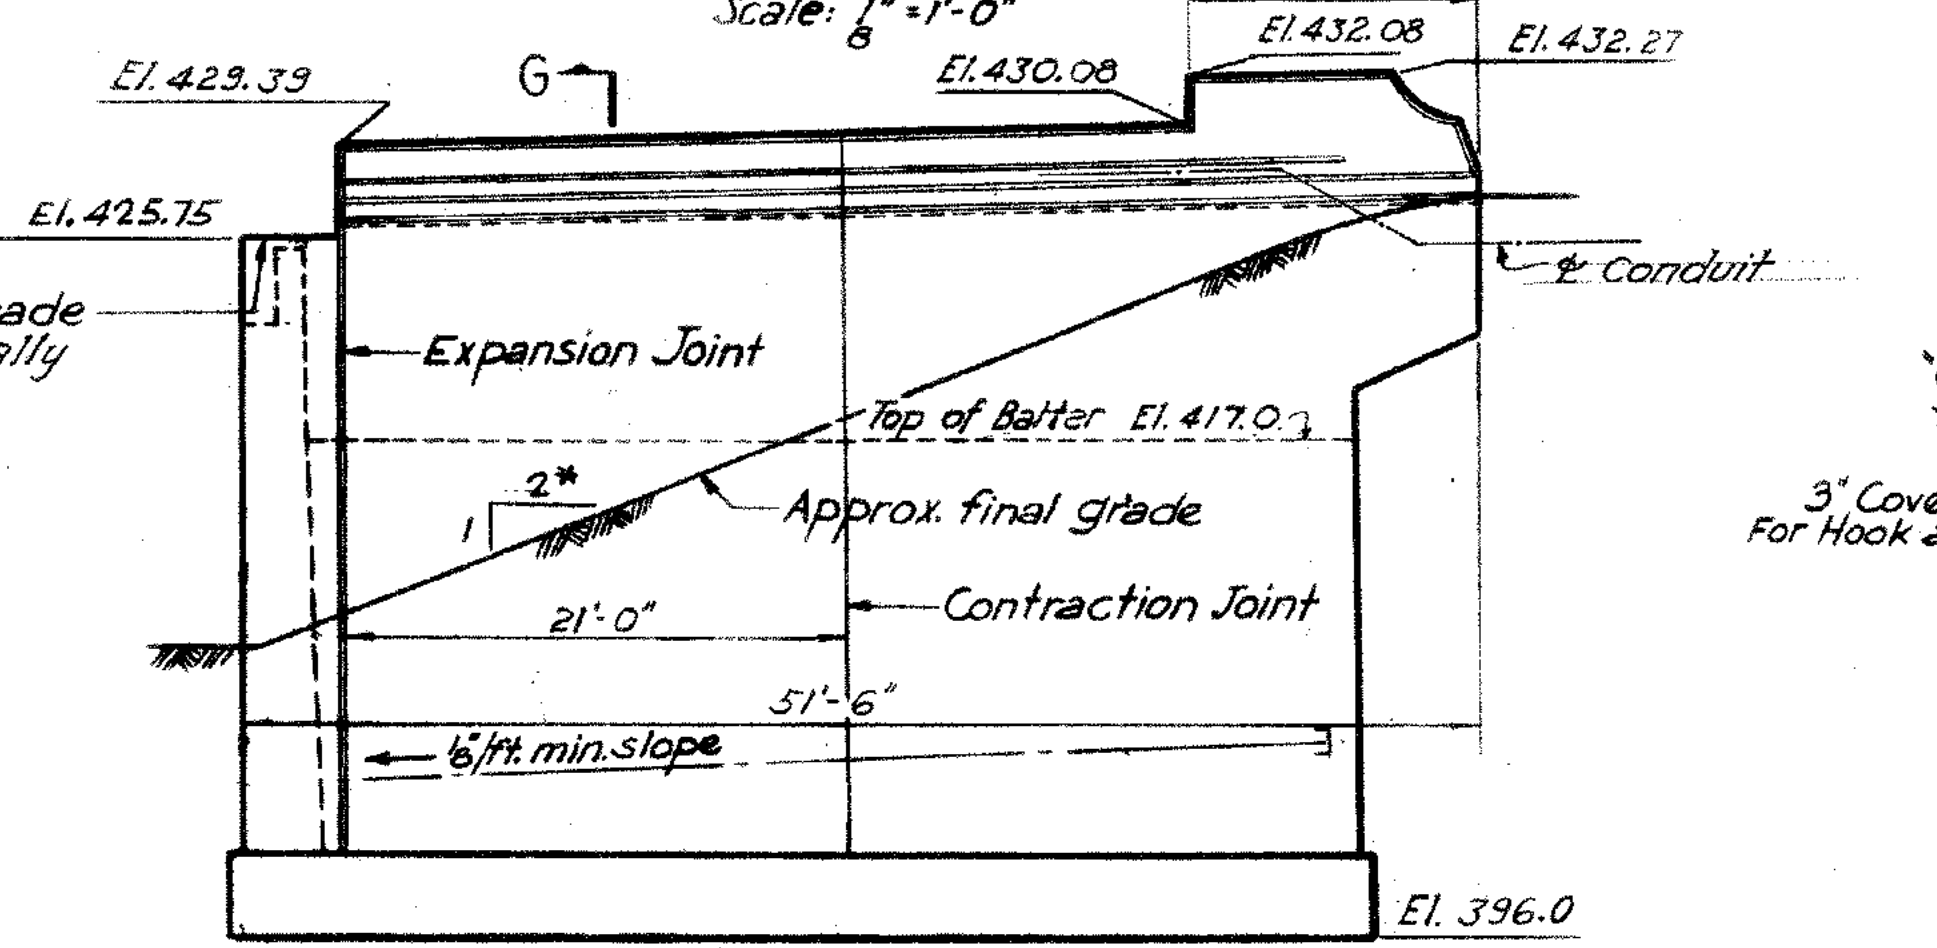 Scale: 1/8" = 1'-0"
El. 432.08
El. 432.27
El. 429.39
G
El. 430.08
El. 425.75
℄ Conduit
ade
ally
Expansion Joint
Top of Batter El. 417.0
2*
1
Approx. final grade
3" Cove
For Hook
21'-0"
Contraction Joint
51'-6"
1/8"/ft. min. slope
El. 396.0